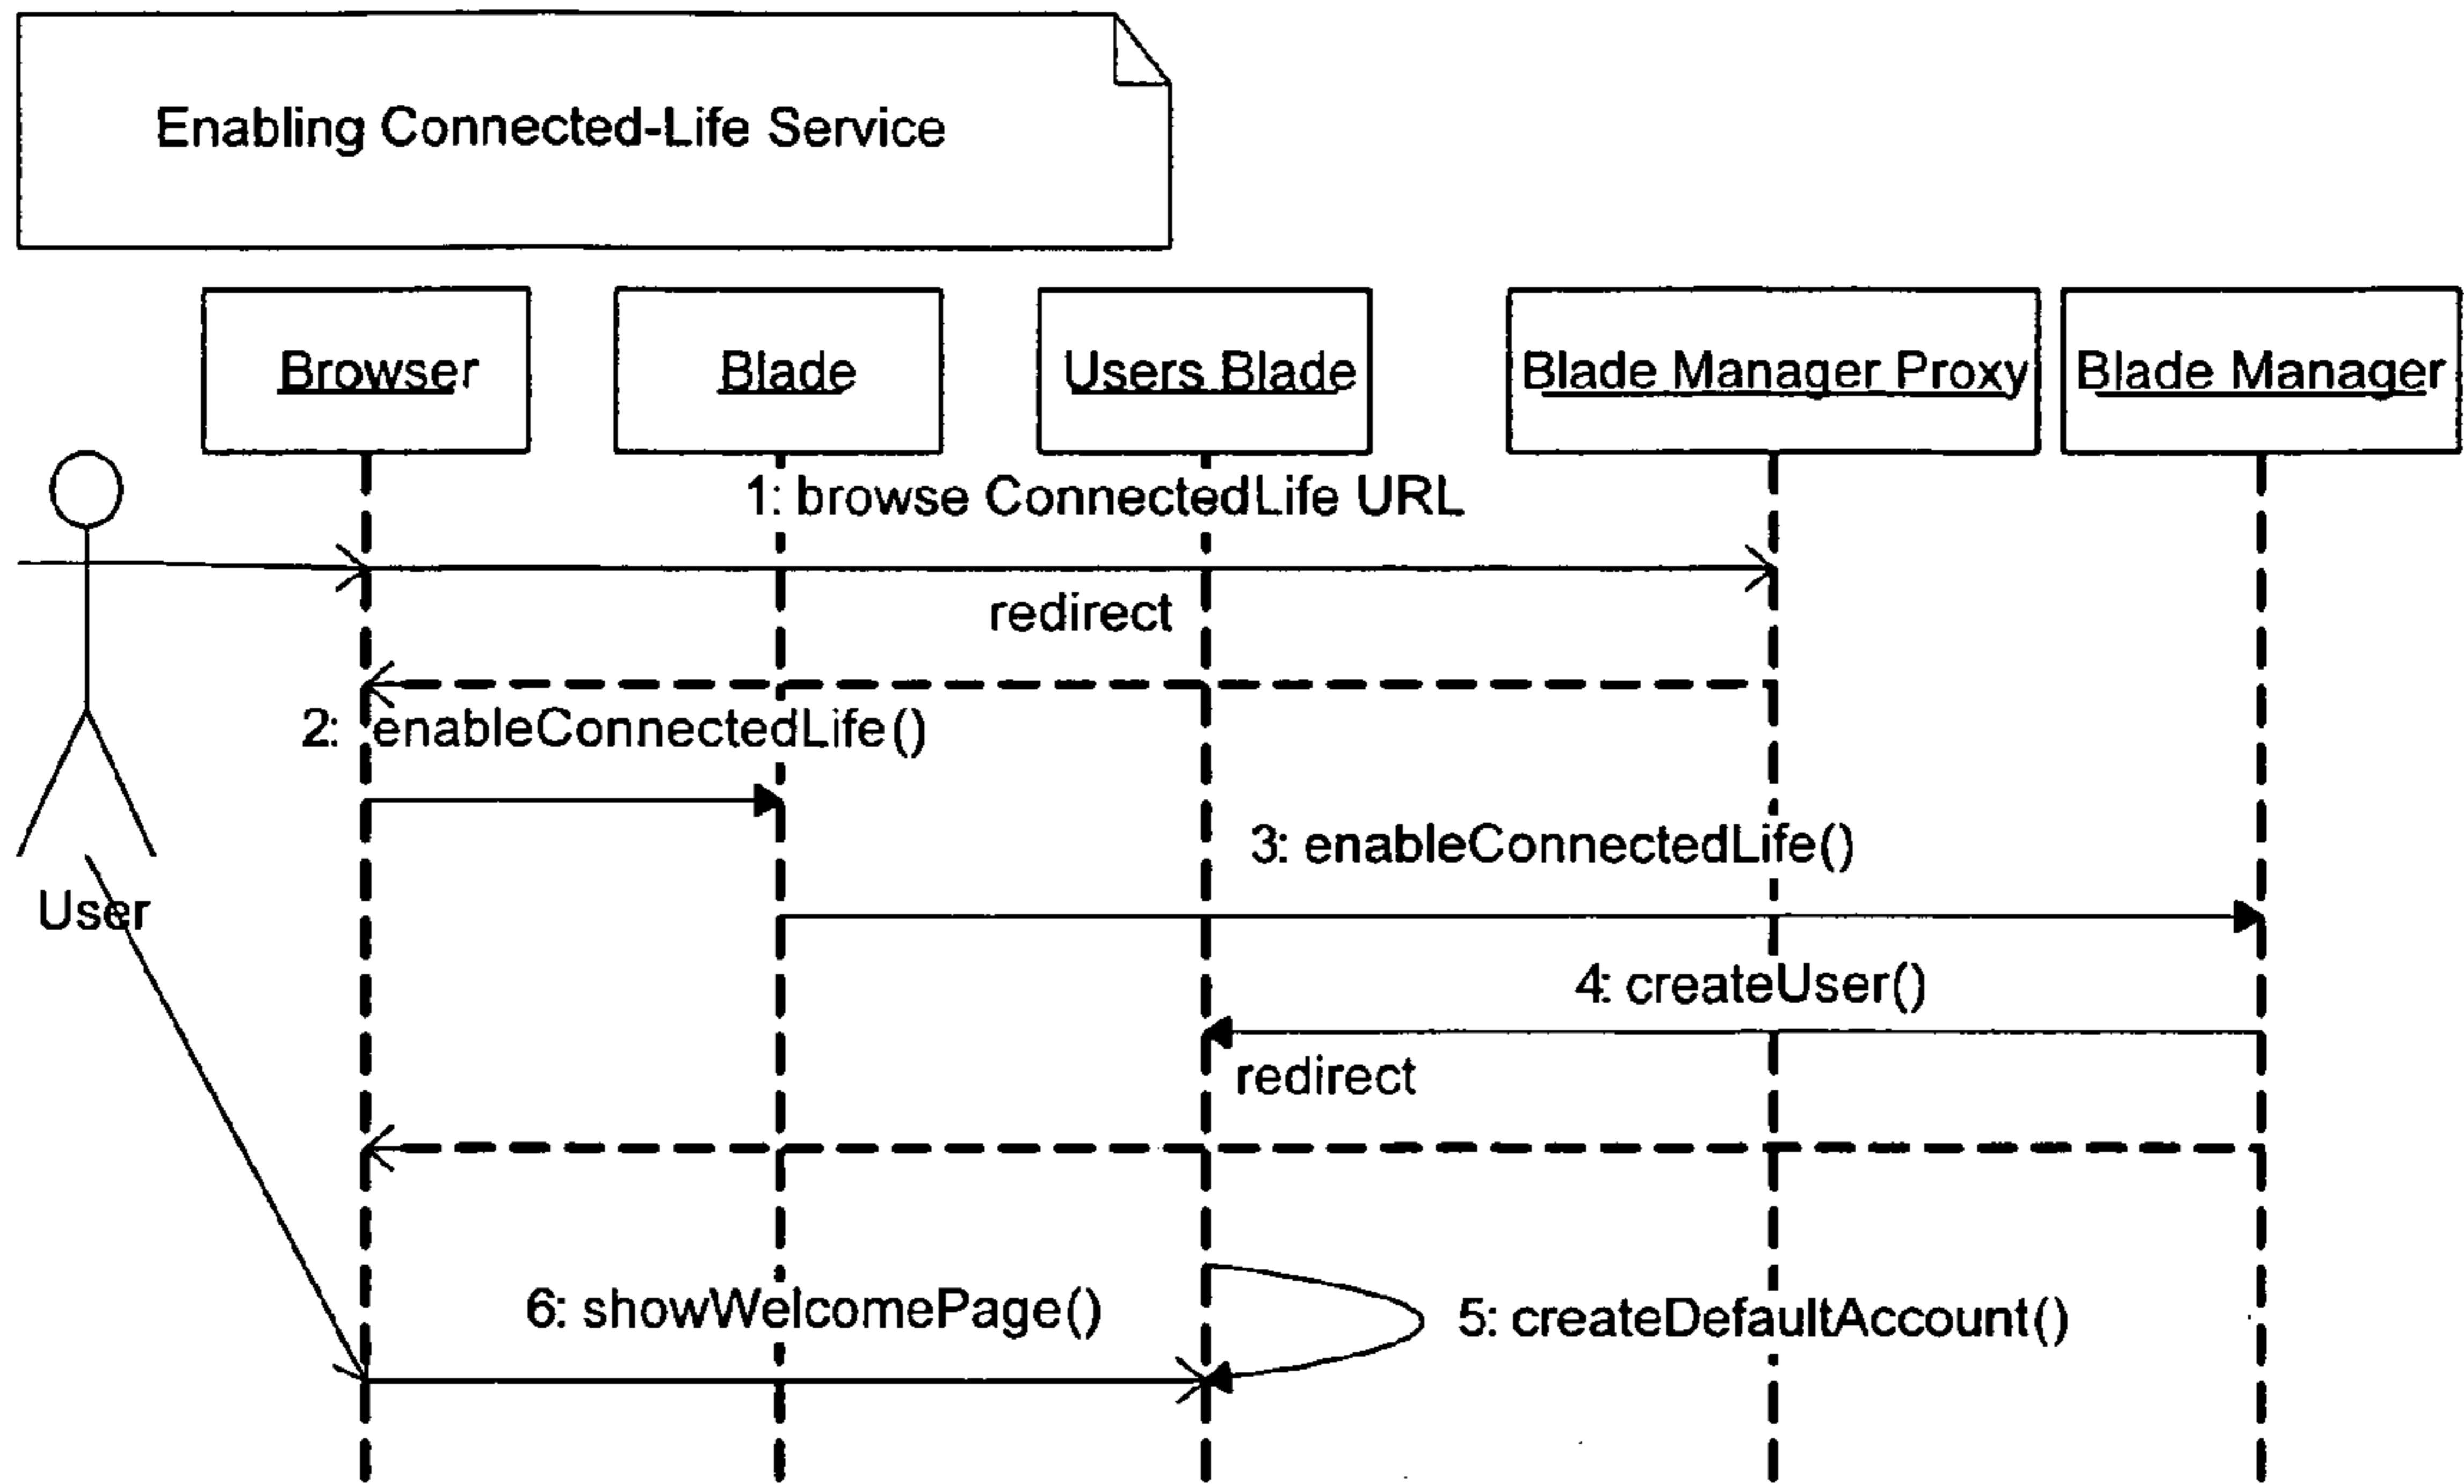 Enabling Connected-Life Service
Browser
Blade
Users Blade
Blade Manager Proxy
Blade Manager
1: browse ConnectedLife URL
redirect
2: enableConnectedLife()
3: enableConnectedLife()
User
4: createUser()
redirect
6: showWelcomePage()
5: createDefaultAccount()